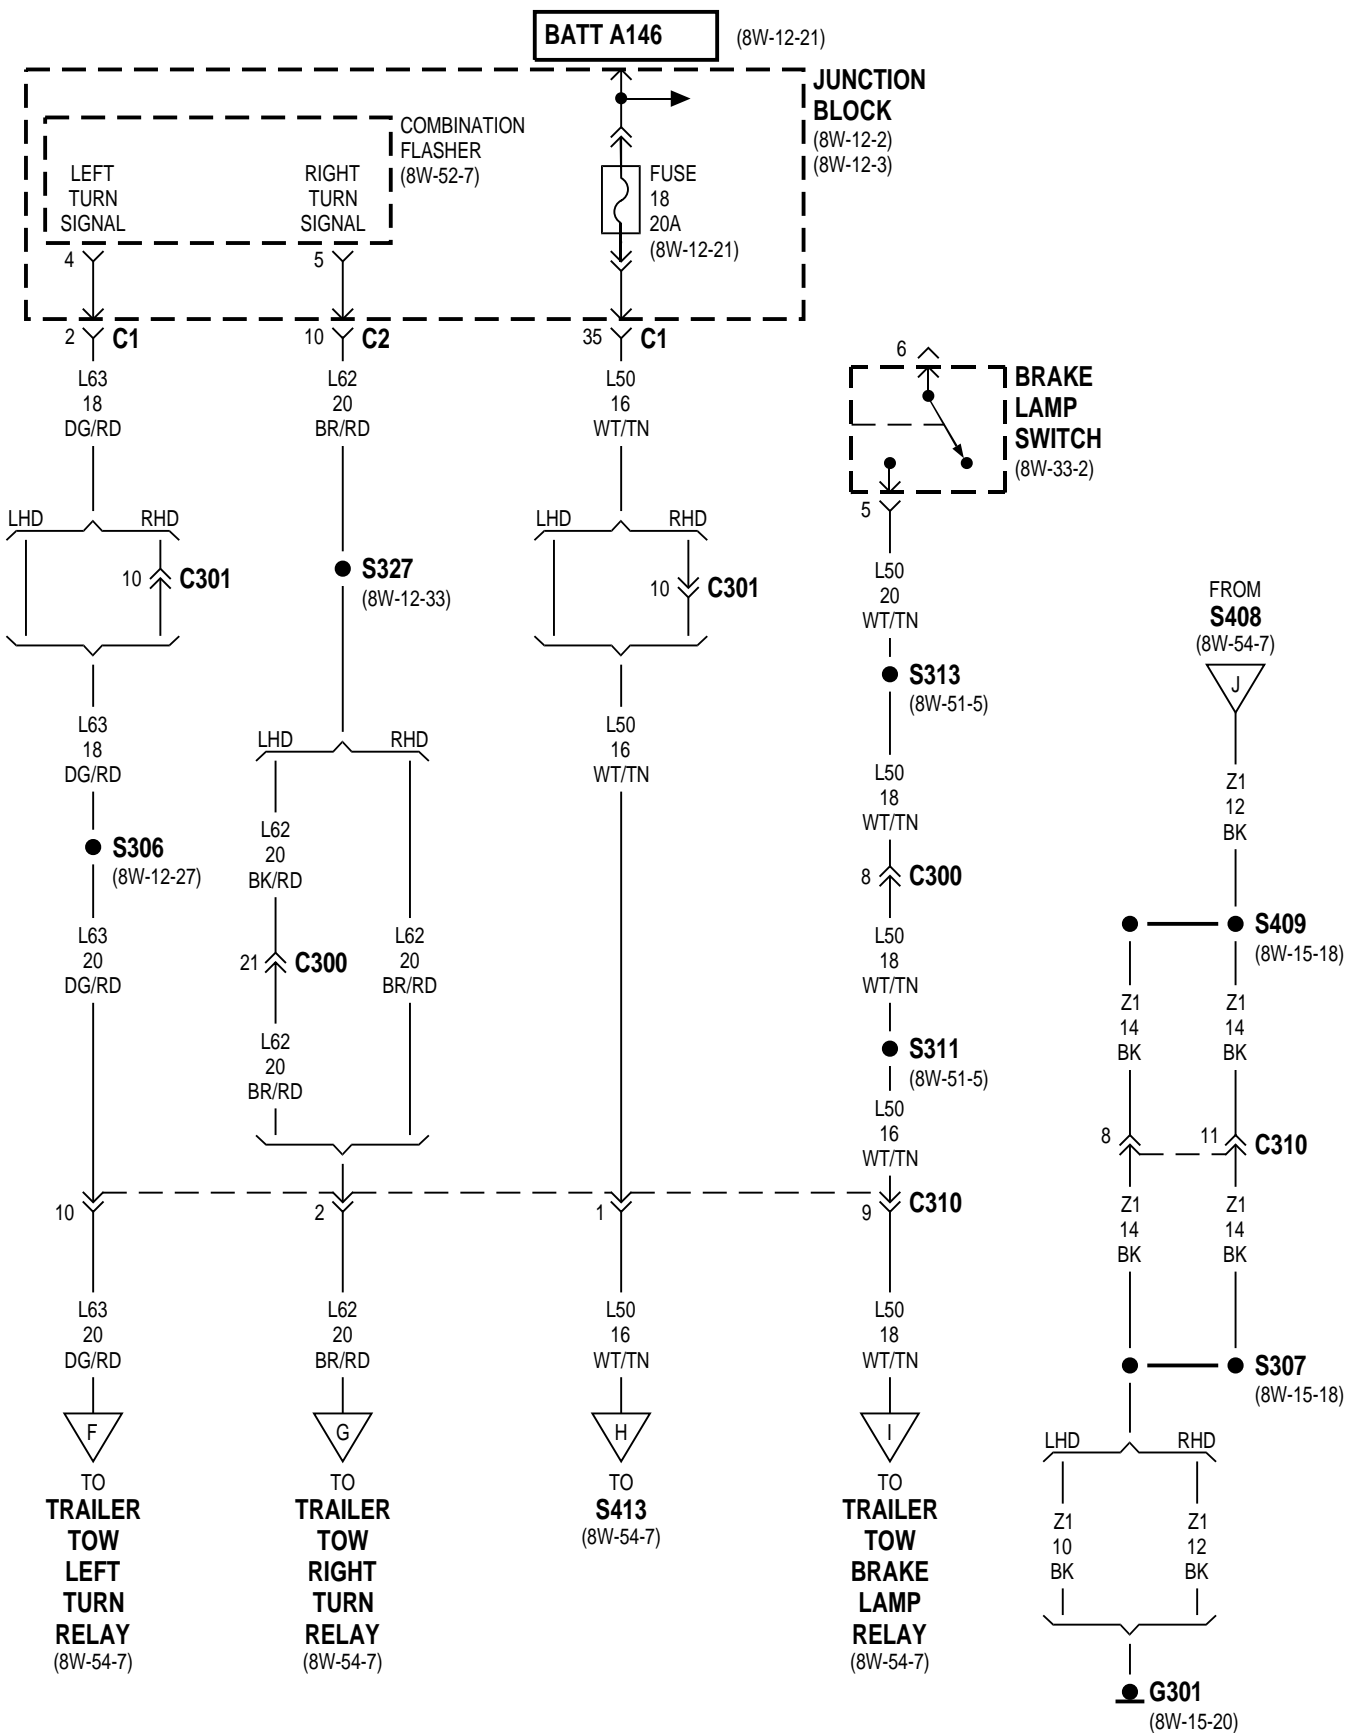 BATT A146
(8W-12-21)
JUNCTION
BLOCK
(8W-12-2)
(8W-12-3)
COMBINATION
FLASHER
(8W-52-7)
LEFT
TURN
SIGNAL
RIGHT
TURN
SIGNAL
FUSE
18
20A
(8W-12-21)
4
5
2
C1
10
C2
35
C1
L63
18
DG/RD
L62
20
BR/RD
L50
16
WT/TN
6
BRAKE
LAMP
SWITCH
(8W-33-2)
5
LHD
RHD
10
C301
S327
(8W-12-33)
LHD
RHD
10
C301
L50
20
WT/TN
S313
(8W-51-5)
FROM
S408
(8W-54-7)
J
L63
18
DG/RD
S306
(8W-12-27)
L63
20
DG/RD
LHD
RHD
L62
20
BK/RD
21
C300
L62
20
BR/RD
L62
20
BR/RD
L50
16
WT/TN
L50
18
WT/TN
8
C300
L50
18
WT/TN
S311
(8W-51-5)
L50
16
WT/TN
Z1
12
BK
S409
(8W-15-18)
Z1
14
BK
Z1
14
BK
8
11
C310
Z1
14
BK
Z1
14
BK
10
2
1
9
C310
L63
20
DG/RD
L62
20
BR/RD
L50
16
WT/TN
L50
18
WT/TN
S307
(8W-15-18)
F
TO
TRAILER
TOW
LEFT
TURN
RELAY
(8W-54-7)
G
TO
TRAILER
TOW
RIGHT
TURN
RELAY
(8W-54-7)
H
TO
S413
(8W-54-7)
I
TO
TRAILER
TOW
BRAKE
LAMP
RELAY
(8W-54-7)
LHD
RHD
Z1
10
BK
Z1
12
BK
G301
(8W-15-20)